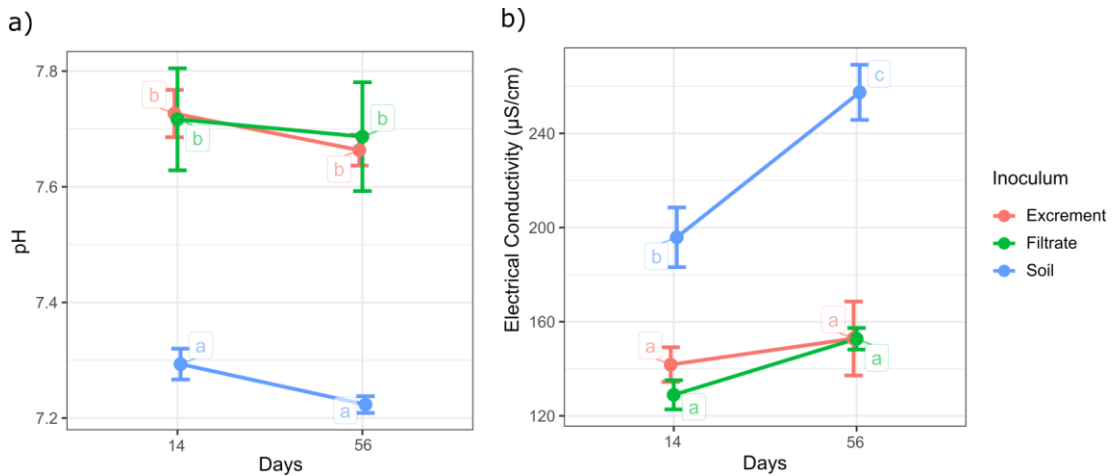 a)
7.8
7.6
7.4
7.2
pH
b
b
b
b
a
a
14
56
Days
b)
240
200
160
120
Electrical Conductivity (µS/cm)
c
b
a
a
a
a
14
56
Days
Inoculum
Excrement
Filtrate
Soil